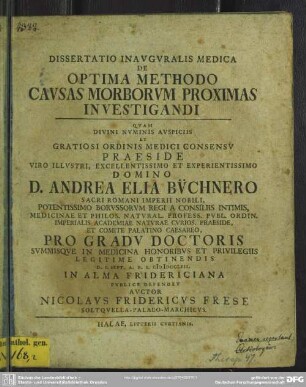 DISSERTATIO INAVGVRALIS MEDICA
DE
OPTIMA METHODO
CAVSAS MORBORVM PROXIMAS
INVESTIGANDI
QVAM
DIVINI NVMINIS AVSPICIIS
ET
GRATIOSI ORDINIS MEDICI CONSENSV
PRAESIDE
VIRO ILLVSTRI, EXCELLENTISSIMO ET EXPERIENTISSIMO
DOMINO
D. ANDREA ELIA BÜCHNERO
SACRI ROMANI IMPERII NOBILI,
POTENTISSIMO BORVSSORVM REGI A CONSILIIS INTIMIS,
MEDICINAE ET PHILOS. NATVRAL. PROFESS. PVBL. ORDIN.
IMPERIALIS ACADEMIAE NATVRAE CVRIOS. PRAESIDE,
ET COMITE PALATINO CAESAREO,
PRO GRADV DOCTORIS
SVMMISQVE IN MEDICINA HONORIBVS ET PRIVILEGIIS
LEGITIME OBTINENDIS
IN ALMA FRIDERICIANA
PVBLICE DEFENDET
AVCTOR
NICOLAVS FRIDERICVS FRESE
SOLTQVELLA-PALAEO-MARCHICVS.
HALAE, LITTERIS CVRTIANIS.